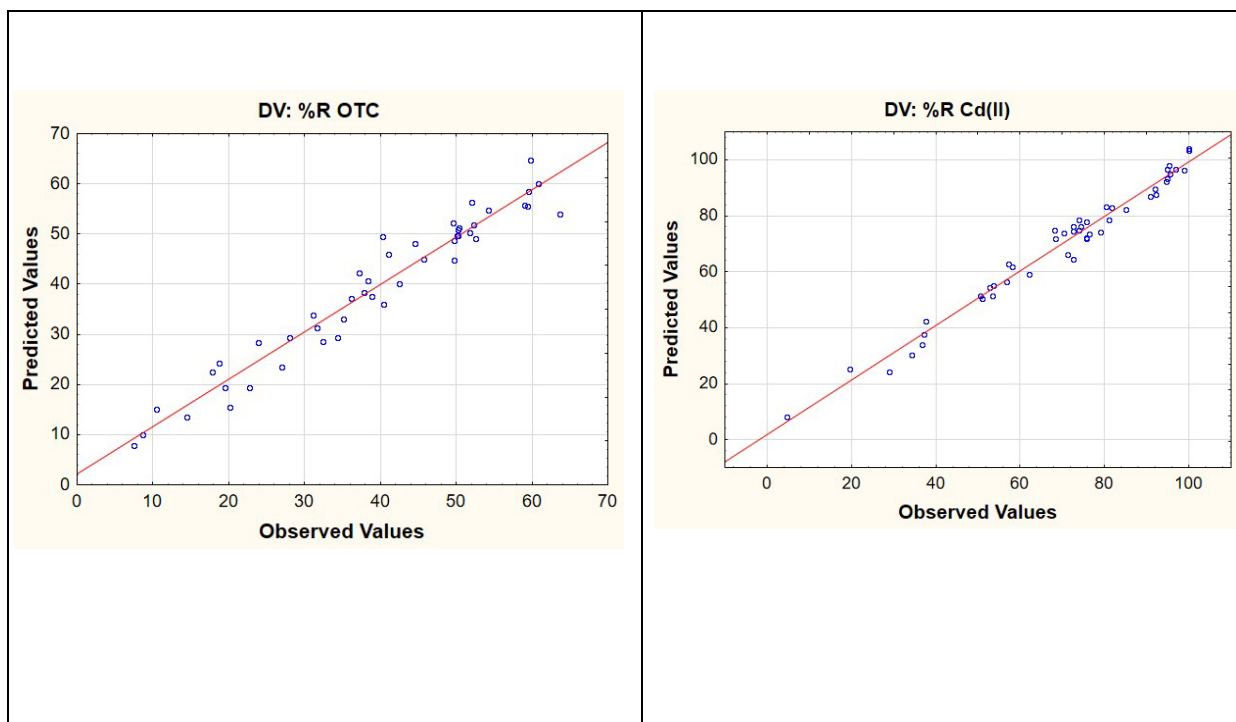 DV: %R OTC
70
60
50
40
30
20
10
0
Predicted Values
0 10 20 30 40 50 60 70
Observed Values
DV: %R Cd(II)
100
80
60
40
20
0
Predicted Values
0 20 40 60 80 100
Observed Values